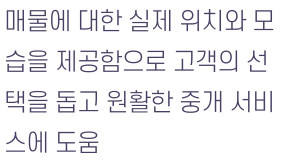 매물에 대한 실제 위치와 모
습을 제공함으로 고객의 선
택을 돕고 원활한 중개 서비
스에 도움